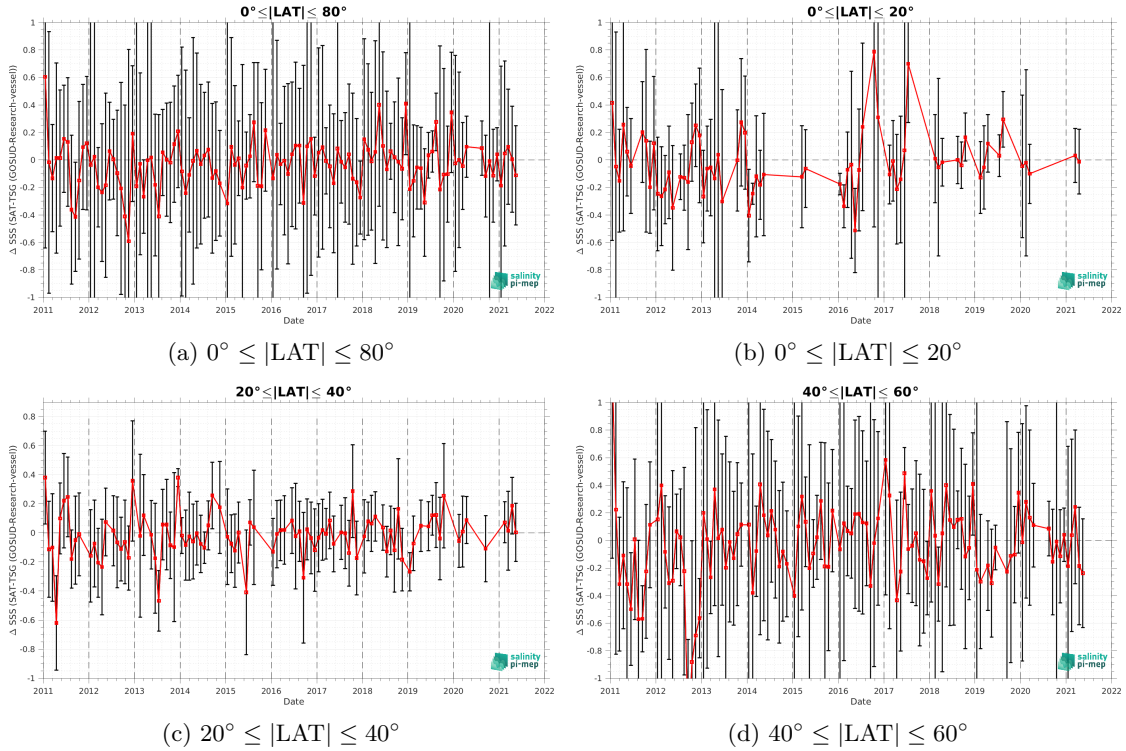 0°≤|LAT|≤ 80°
Δ SSS (SAT-TSG (GOSUD-Research-vessel))
1
0.8
0.6
0.4
0.2
0
-0.2
-0.4
-0.6
-0.8
-1
2011 2012 2013 2014 2015 2016 2017 2018 2019 2020 2021 2022
Date
salinity
pi-mep
(a) 0° ≤ |LAT| ≤ 80°
0°≤|LAT|≤ 20°
Δ SSS (SAT-TSG (GOSUD-Research-vessel))
1
0.8
0.6
0.4
0.2
0
-0.2
-0.4
-0.6
-0.8
-1
2011 2012 2013 2014 2015 2016 2017 2018 2019 2020 2021 2022
Date
salinity
pi-mep
(b) 0° ≤ |LAT| ≤ 20°
20°≤|LAT|≤ 40°
Δ SSS (SAT-TSG (GOSUD-Research-vessel))
0.8
0.6
0.4
0.2
0
-0.2
-0.4
-0.6
-0.8
-1
2011 2012 2013 2014 2015 2016 2017 2018 2019 2020 2021 2022
Date
salinity
pi-mep
(c) 20° ≤ |LAT| ≤ 40°
40°≤|LAT|≤ 60°
Δ SSS (SAT-TSG (GOSUD-Research-vessel))
1
0.8
0.6
0.4
0.2
0
-0.2
-0.4
-0.6
-0.8
-1
2011 2012 2013 2014 2015 2016 2017 2018 2019 2020 2021 2022
Date
salinity
pi-mep
(d) 40° ≤ |LAT| ≤ 60°